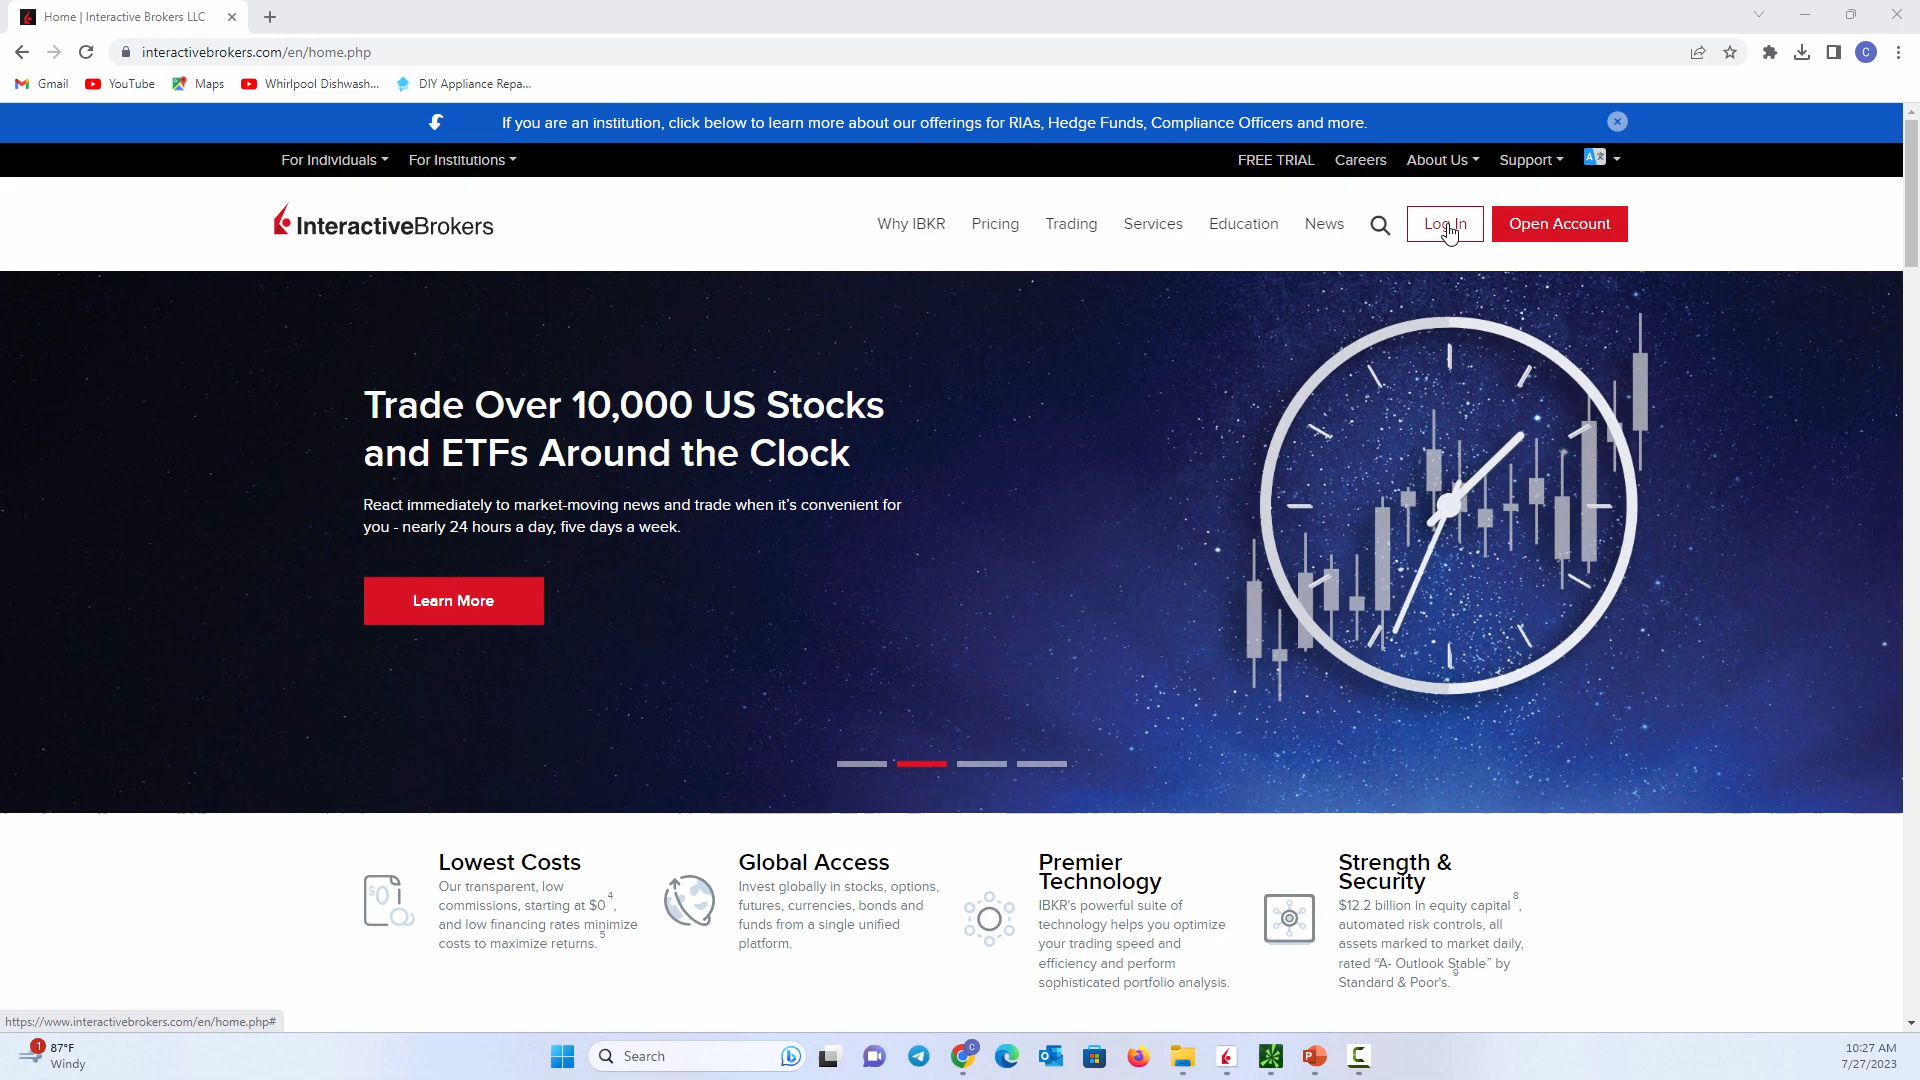 Home | Interactive Brokers LLC
interactivebrokers.com/en/home.php
C
Gmail
YouTube
Maps
Whirlpool Dishwash...
DIY Appliance Repa...
If you are an institution, click below to learn more about our offerings for RIAs, Hedge Funds, Compliance Officers and more.
For Individuals
For Institutions
FREE TRIAL
Careers
About Us
Support
InteractiveBrokers
Why IBKR
Pricing
Trading
Services
Education
News
Log In
Open Account
Trade Over 10,000 US Stocks
and ETFs Around the Clock
React immediately to market-moving news and trade when it's convenient for
you - nearly 24 hours a day, five days a week.
Learn More
Lowest Costs
Our transparent, low
commissions, starting at $0 4,
and low financing rates minimize
costs to maximize returns. 5
Global Access
Invest globally in stocks, options,
futures, currencies, bonds and
funds from a single unified
platform.
Premier
Technology
IBKR's powerful suite of
technology helps you optimize
your trading speed and
efficiency and perform
sophisticated portfolio analysis.
Strength &
Security
$12.2 billion in equity capital 8,
automated risk controls, all
assets marked to market daily,
rated “A- Outlook Stable” by
Standard & Poor's. 9
https://www.interactivebrokers.com/en/home.php#
1
87°F
Windy
Search
C
10:27 AM
7/27/2023